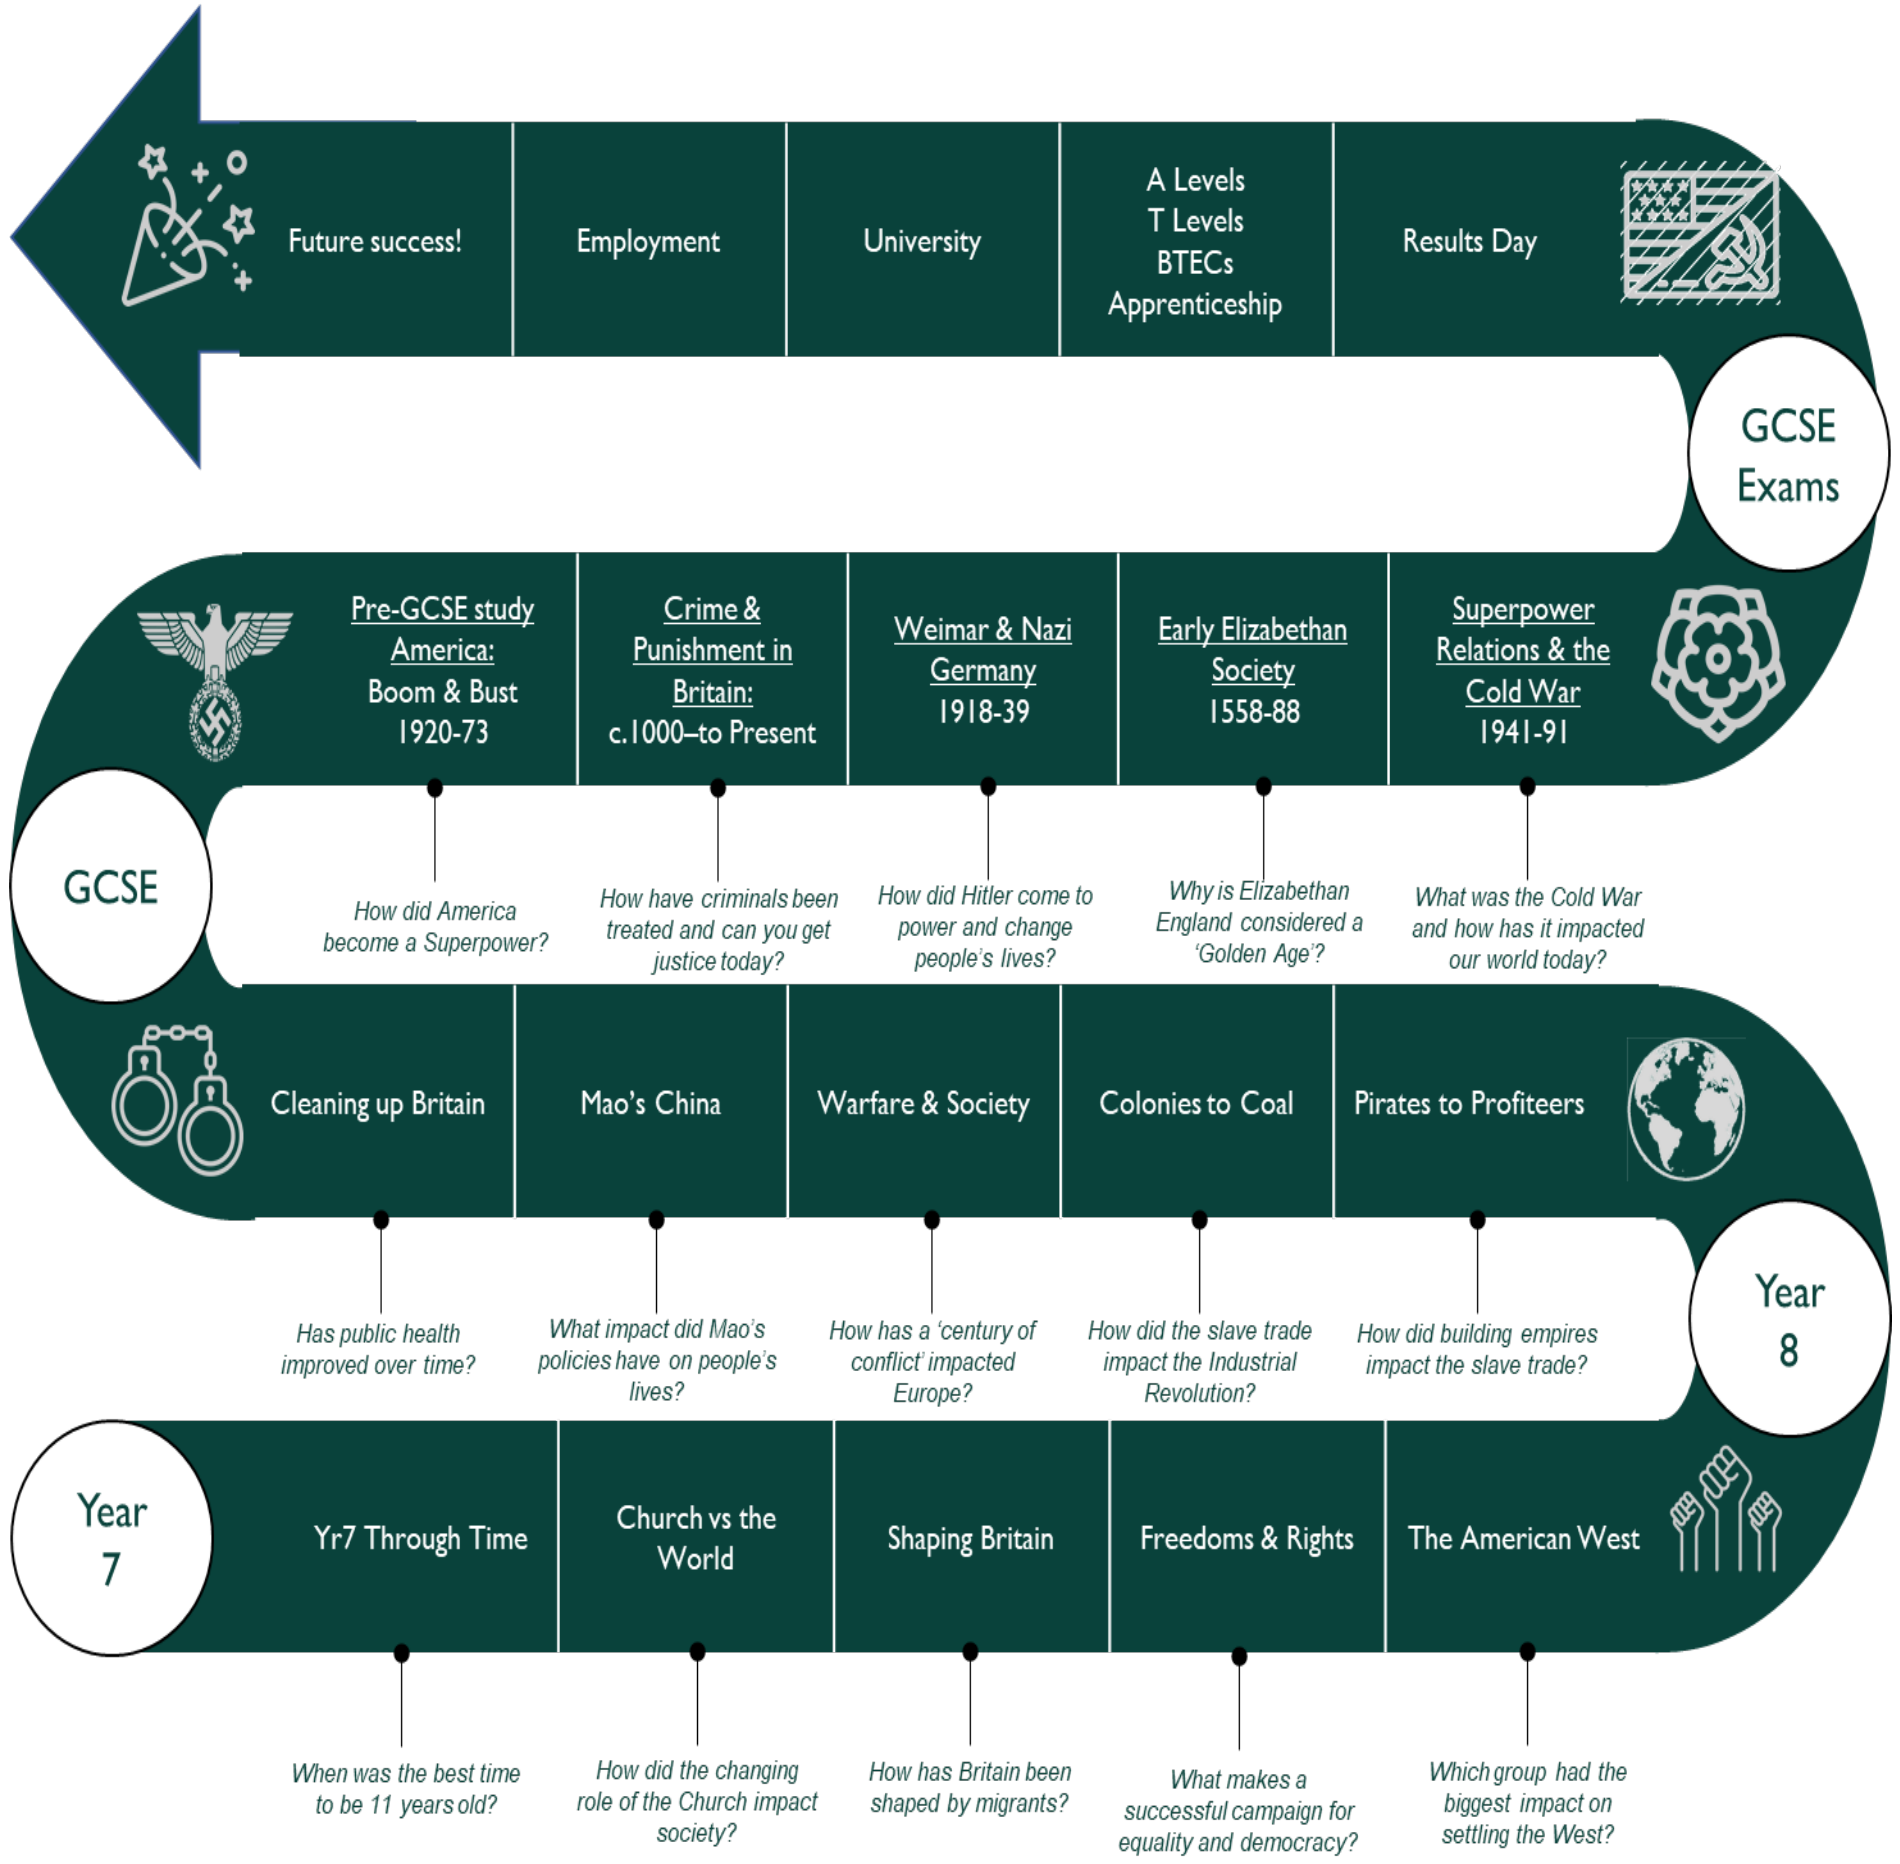 Future success!
Employment
University
A Levels
T Levels
BTECs
Apprenticeship
Results Day
GCSE
Exams
Pre-GCSE study
America:
Boom & Bust
1920-73
Crime &
Punishment in
Britain:
c.1000–to Present
Weimar & Nazi
Germany
1918-39
Early Elizabethan
Society
1558-88
Superpower
Relations & the
Cold War
1941-91
GCSE
How did America
become a Superpower?
How have criminals been
treated and can you get
justice today?
How did Hitler come to
power and change
people's lives?
Why is Elizabethan
England considered a
'Golden Age'?
What was the Cold War
and how has it impacted
our world today?
Cleaning up Britain
Mao's China
Warfare & Society
Colonies to Coal
Pirates to Profiteers
Year
8
Has public health
improved over time?
What impact did Mao's
policies have on people's
lives?
How has a 'century of
conflict' impacted
Europe?
How did the slave trade
impact the Industrial
Revolution?
How did building empires
impact the slave trade?
Year
7
Yr7 Through Time
Church vs the
World
Shaping Britain
Freedoms & Rights
The American West
When was the best time
to be 11 years old?
How did the changing
role of the Church impact
society?
How has Britain been
shaped by migrants?
What makes a
successful campaign for
equality and democracy?
Which group had the
biggest impact on
settling the West?